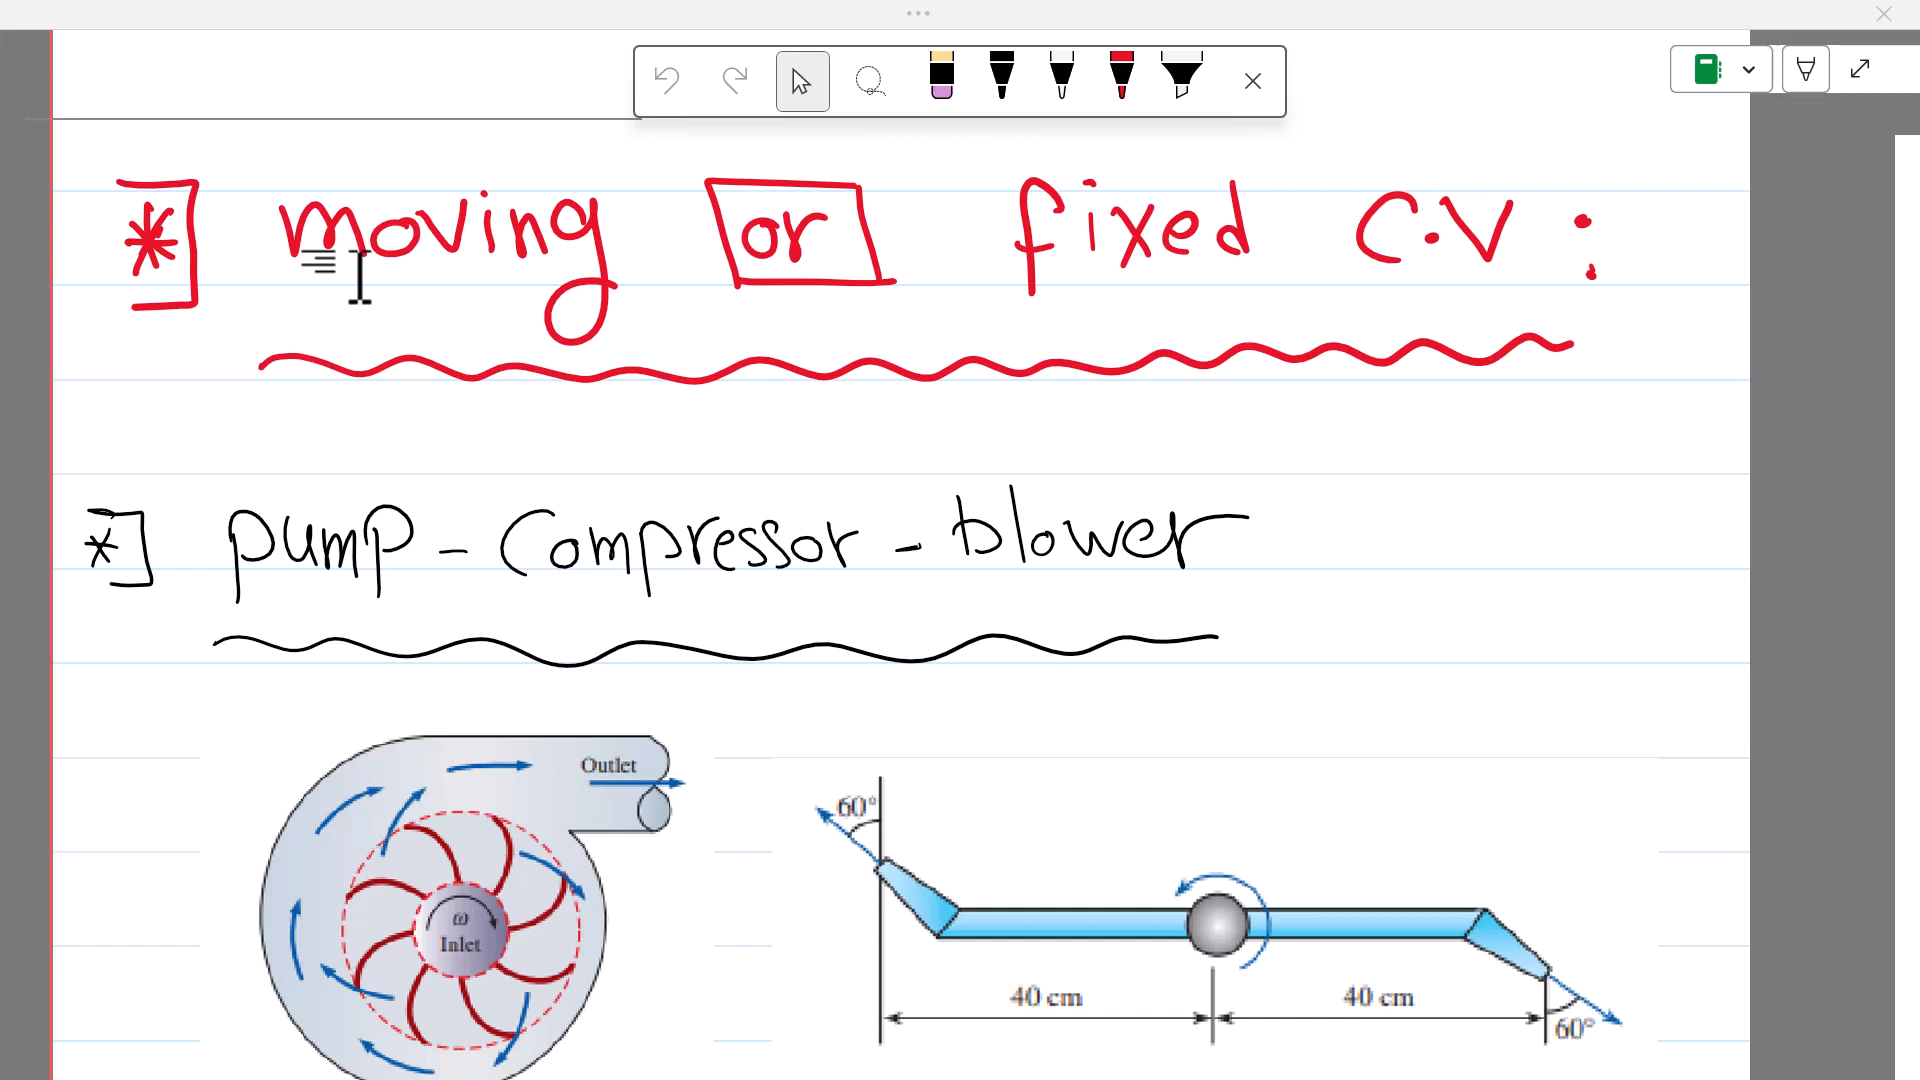 *] moving or fixed C.V :
*] pump - Compressor - blower
Outlet
ω
Inlet
60°
40 cm
40 cm
60°